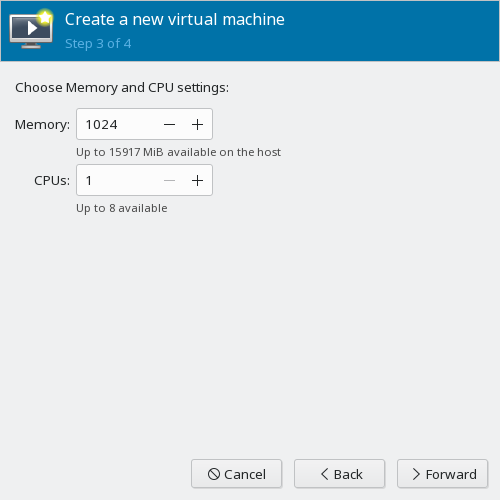 Create a new virtual machine
Step 3 of 4
Choose Memory and CPU settings:
Memory: 1024
Up to 15917 MiB available on the host
CPUs: 1
Up to 8 available
Cancel Back Forward